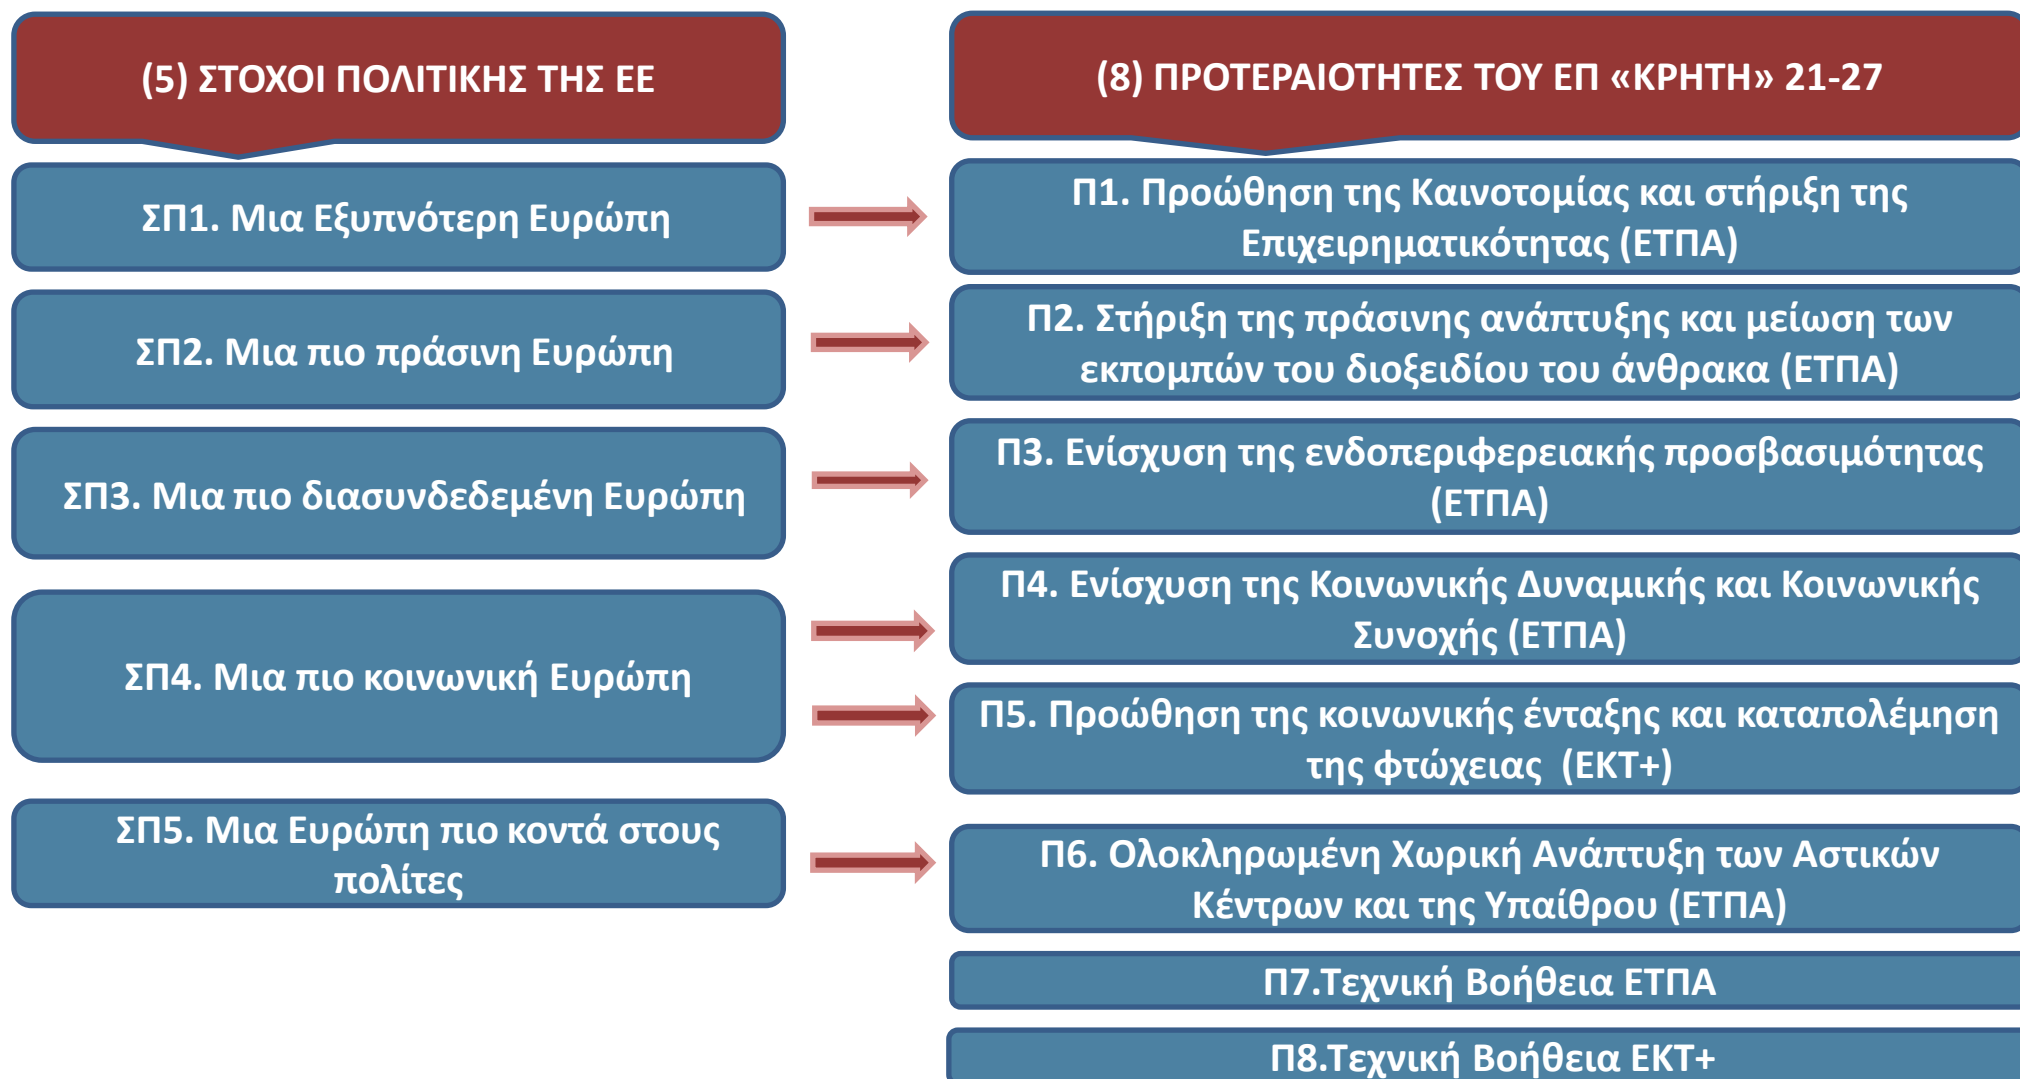 (5) ΣΤΟΧΟΙ ΠΟΛΙΤΙΚΗΣ ΤΗΣ ΕΕ
ΣΠ1. Μια Εξυπνότερη Ευρώπη
ΣΠ2. Μια πιο πράσινη Ευρώπη
ΣΠ3. Μια πιο διασυνδεδεμένη Ευρώπη
ΣΠ4. Μια πιο κοινωνική Ευρώπη
ΣΠ5. Μια Ευρώπη πιο κοντά στους
πολίτες
(8) ΠΡΟΤΕΡΑΙΟΤΗΤΕΣ ΤΟΥ ΕΠ «ΚΡΗΤΗ» 21-27
Π1. Προώθηση της Καινοτομίας και στήριξη της
Επιχειρηματικότητας (ΕΤΠΑ)
Π2. Στήριξη της πράσινης ανάπτυξης και μείωση των
εκπομπών του διοξειδίου του άνθρακα (ΕΤΠΑ)
Π3. Ενίσχυση της ενδοπεριφερειακής προσβασιμότητας
(ΕΤΠΑ)
Π4. Ενίσχυση της Κοινωνικής Δυναμικής και Κοινωνικής
Συνοχής (ΕΤΠΑ)
Π5. Προώθηση της κοινωνικής ένταξης και καταπολέμηση
της φτώχειας (ΕΚΤ+)
Π6. Ολοκληρωμένη Χωρική Ανάπτυξη των Αστικών
Κέντρων και της Υπαίθρου (ΕΤΠΑ)
Π7.Τεχνική Βοήθεια ΕΤΠΑ
Π8.Τεχνική Βοήθεια ΕΚΤ+